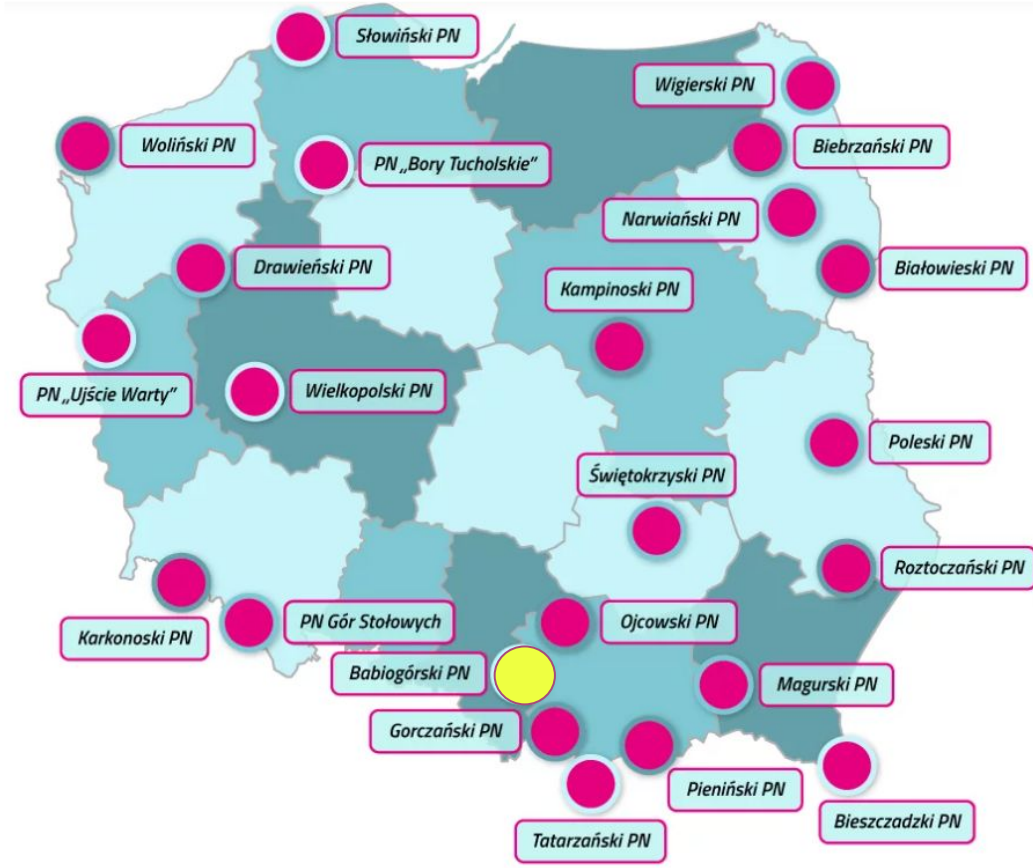 Słowiński PN
Wigierski PN
Woliński PN
PN „Bory Tucholskie”
Biebrzański PN
Narwiański PN
Drawieński PN
Białowieski PN
Kampinoski PN
PN „Ujście Warty”
Wielkopolski PN
Poleski PN
Świętokrzyski PN
Roztoczański PN
Karkonoski PN
PN Gór Stołowych
Ojcowski PN
Babiogórski PN
Magurski PN
Gorczański PN
Pieniński PN
Bieszczadzki PN
Tatarzański PN